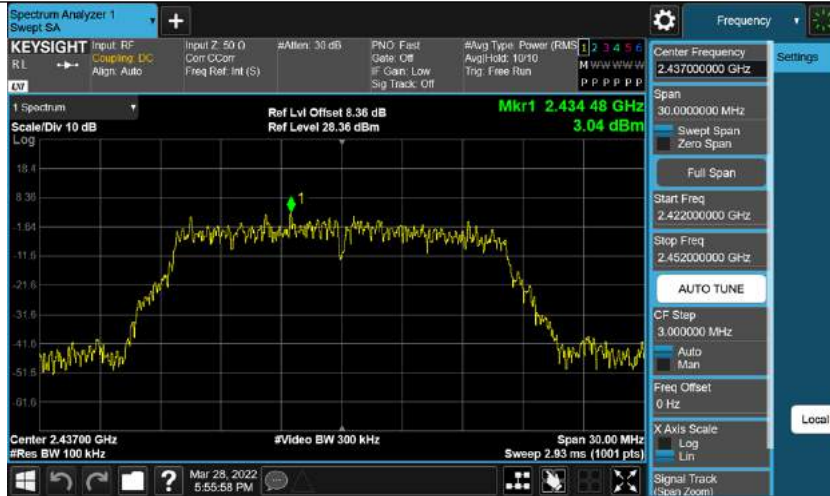 Spectrum Analyzer 1
Swept SA
Frequency
KEYSIGHT
RL
LXI
Input: RF
Coupling: DC
Align: Auto
Input Z: 50 Ω
Corr CCorr
Freq Ref: Int (S)
#Atten: 30 dB
PNO: Fast
Gate: Off
IF Gain: Low
Sig Track: Off
#Avg Type: Power (RMS
Avg|Hold: 10/10
Trig: Free Run
1 2 3 4 5 6
M W W W W W
P P P P P P
1 Spectrum
Scale/Div 10 dB
Log
Ref Lvl Offset 8.36 dB
Ref Level 28.36 dBm
Mkr1 2.434 48 GHz
3.04 dBm
18.4
8.36
-1.64
-11.6
-21.6
-31.6
-41.6
-51.6
-61.6
1
Center 2.43700 GHz
#Res BW 100 kHz
#Video BW 300 kHz
Span 30.00 MHz
Sweep 2.93 ms (1001 pts)
Mar 28, 2022
5:55:58 PM
Center Frequency
2.437000000 GHz
Settings
Span
30.0000000 MHz
Swept Span
Zero Span
Full Span
Start Freq
2.422000000 GHz
Stop Freq
2.452000000 GHz
AUTO TUNE
CF Step
3.000000 MHz
Auto
Man
Freq Offset
0 Hz
X Axis Scale
Log
Lin
Local
Signal Track
(Span Zoom)